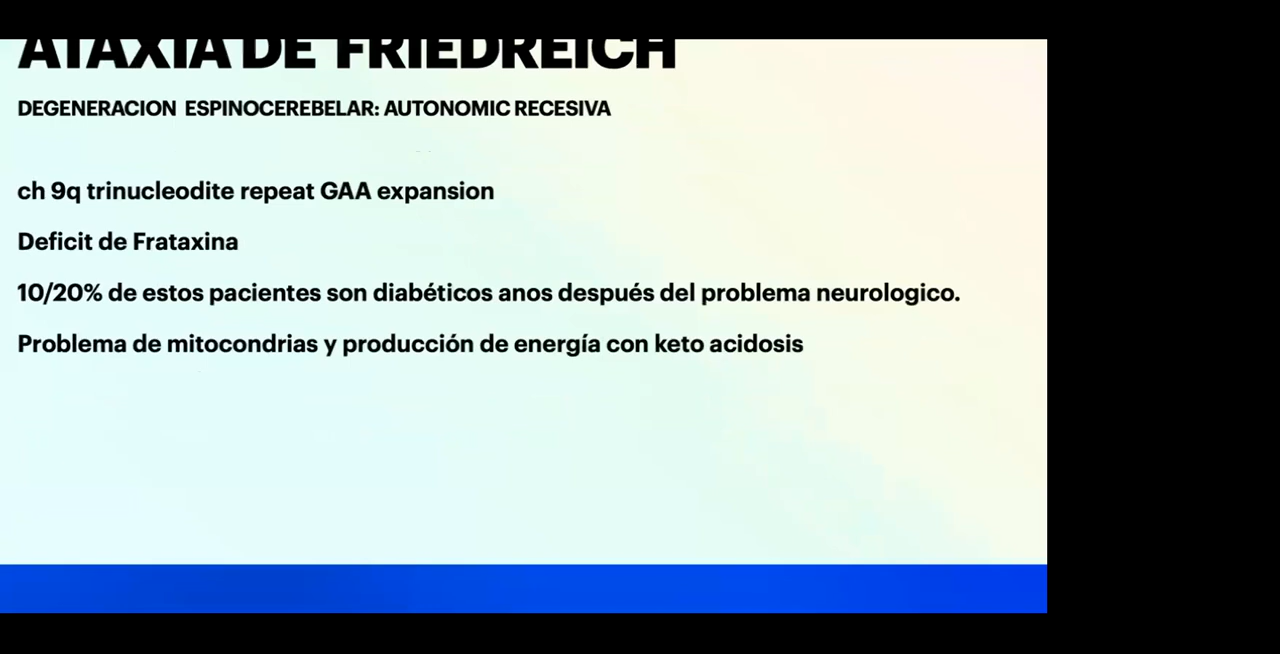 ATAXIA DE FRIEDREICH
DEGENERACION ESPINOCEREBELAR: AUTONOMIC RECESIVA
ch 9q trinucleodite repeat GAA expansion
Deficit de Frataxina
10/20% de estos pacientes son diabéticos anos después del problema neurologico.
Problema de mitocondrias y producción de energía con keto acidosis